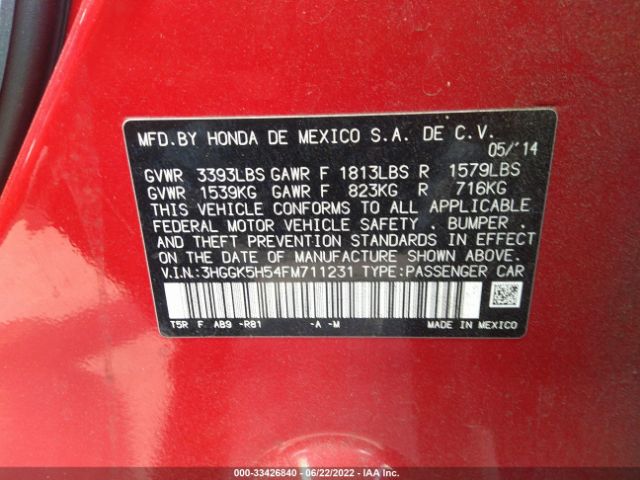 MFD.BY HONDA DE MEXICO S.A. DE C.V.
05/'14
GVWR 3393LBS GAWR F 1813LBS R 1579LBS
GVWR 1539KG GAWR F 823KG R 716KG
THIS VEHICLE CONFORMS TO ALL APPLICABLE
FEDERAL MOTOR VEHICLE SAFETY . BUMPER .
AND THEFT PREVENTION STANDARDS IN EFFECT
ON THE DATE OF MANUFACTURE SHOWN ABOVE.
V.I.N:3HGGK5H54FM711231 TYPE:PASSENGER CAR
T5R F AB9 -R81 -A -M MADE IN MEXICO
000-33426840 | 06/22/2022 | IAA Inc.